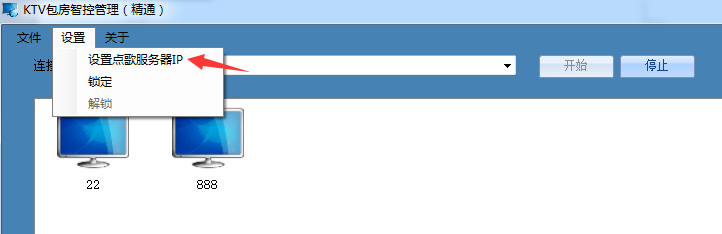 KTV包房智控管理（精通）
文件 设置 关于
设置点歌服务器IP
连接
开始 停止
锁定
解锁
22 888